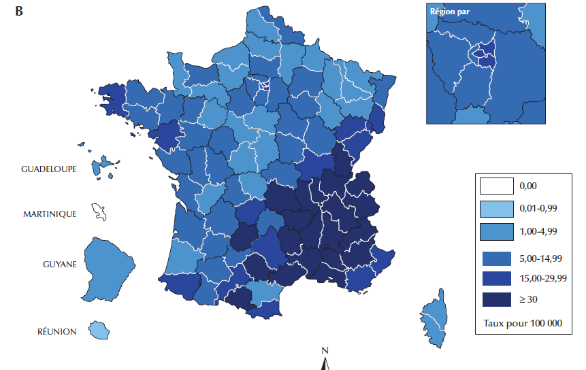 B
Région par
GUADELOUPE
MARTINIQUE
GUYANE
RÉUNION
0,00
0,01-0,99
1,00-4,99
5,00-14,99
15,00-29,99
≥ 30
Taux pour 100 000
N